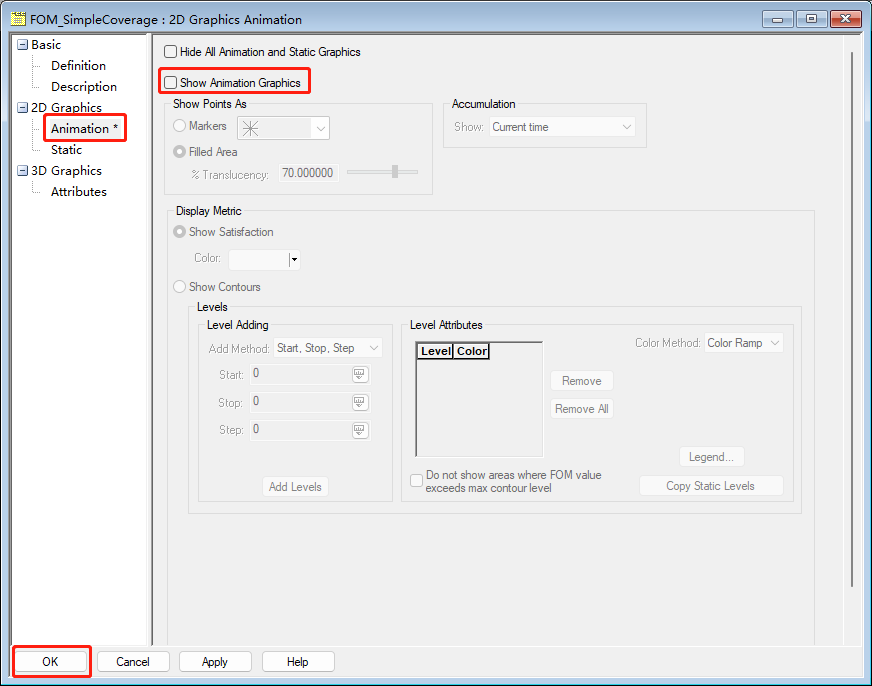 FOM_SimpleCoverage : 2D Graphics Animation
Basic
Definition
Description
2D Graphics
Animation *
Static
3D Graphics
Attributes
Hide All Animation and Static Graphics
Show Animation Graphics
Show Points As
Markers
Filled Area
% Translucency: 70.000000
Accumulation
Show: Current time
Display Metric
Show Satisfaction
Color:
Show Contours
Levels
Level Adding
Add Method: Start, Stop, Step
Start: 0
Stop: 0
Step: 0
Add Levels
Level Attributes
Level Color
Remove
Remove All
Color Method: Color Ramp
Legend...
Do not show areas where FOM value
exceeds max contour level
Copy Static Levels
OK Cancel Apply Help